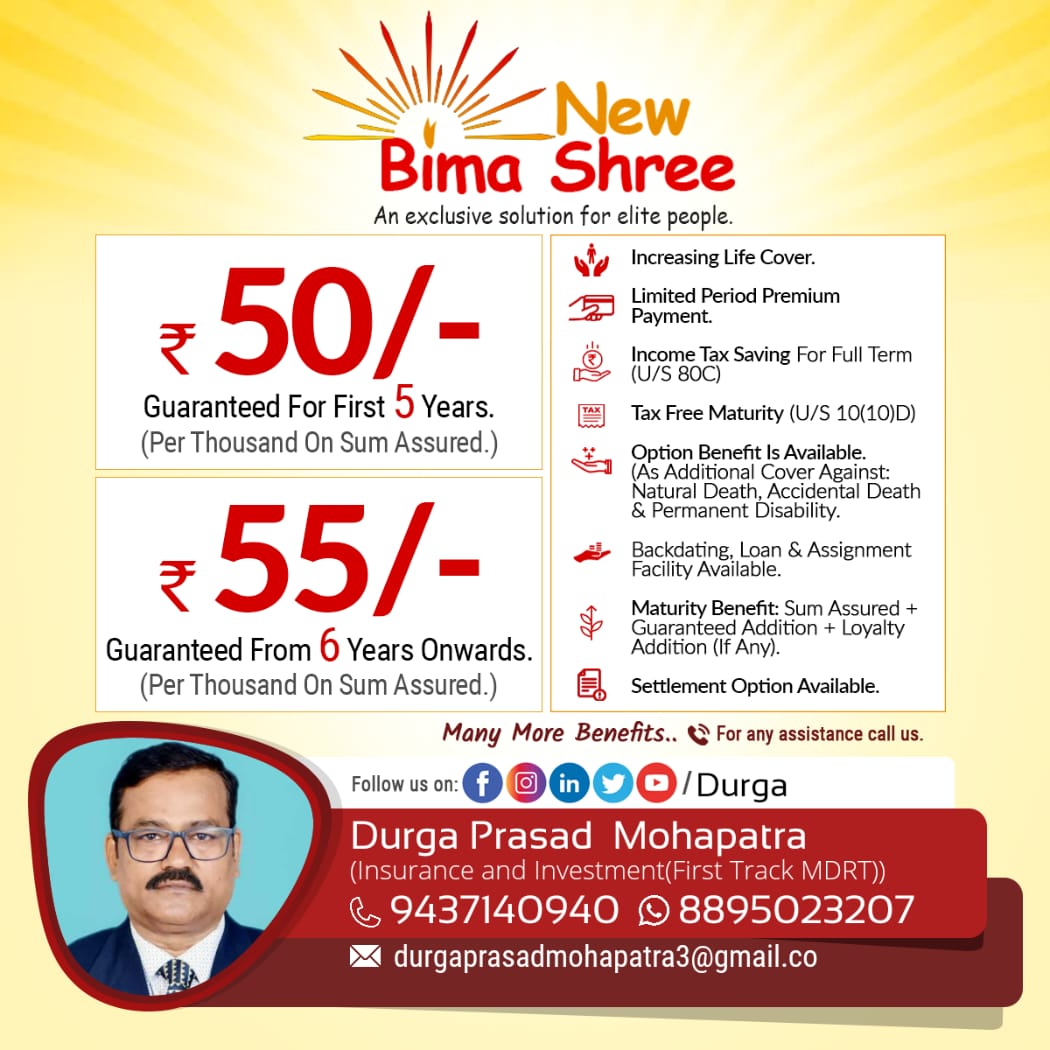 New
Bima Shree
An exclusive solution for elite people.
₹ 50/-
Guaranteed For First 5 Years.
(Per Thousand On Sum Assured.)
₹ 55/-
Guaranteed From 6 Years Onwards.
(Per Thousand On Sum Assured.)
Increasing Life Cover.
Limited Period Premium
Payment.
Income Tax Saving For Full Term
(U/S 80C)
TAX
Tax Free Maturity (U/S 10(10)D)
Option Benefit Is Available.
(As Additional Cover Against:
Natural Death, Accidental Death
& Permanent Disability.
Backdating, Loan & Assignment
Facility Available.
Maturity Benefit: Sum Assured +
Guaranteed Addition + Loyalty
Addition (If Any).
Settlement Option Available.
Many More Benefits.. For any assistance call us.
Follow us on: / Durga
Durga Prasad Mohapatra
(Insurance and Investment(First Track MDRT))
9437140940 8895023207
durgaprasadmohapatra3@gmail.co